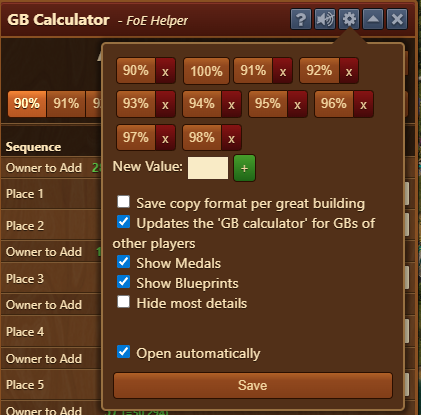 GB Calculator - FoE Helper
90% x 100% 91% x 92% x
93% x 94% x 95% x 96% x
90% 91%
97% x 98% x
Sequence
New Value: +
Owner to Add
Place 1
Save copy format per great building
Place 2
Updates the 'GB calculator' for GBs of
other players
Owner to Add
Show Medals
Place 3
Show Blueprints
Owner to Add
Hide most details
Place 4
Owner to Add
Open automatically
Place 5
Save